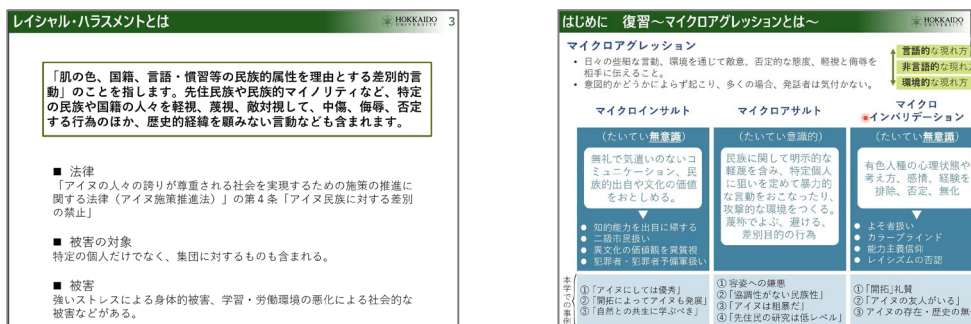 レイシャル・ハラスメントとは
HOKKAIDO
UNIVERSITY
3
「肌の色、国籍、言語・慣習等の民族的属性を理由とする差別的言
動」のことを指します。先住民族や民族的マイノリティなど、特定
の民族や国籍の人々を軽視、蔑視、敵対視して、中傷、侮辱、否定
する行為のほか、歴史的経緯を顧みない言動なども含まれます。
■ 法律
「アイヌの人々の誇りが尊重される社会を実現するための施策の推進に
関する法律（アイヌ施策推進法）」の第４条「アイヌ民族に対する差別
の禁止」
■ 被害の対象
特定の個人だけでなく、集団に対するものも含まれる。
■ 被害
強いストレスによる身体的被害、学習・労働環境の悪化による社会的な
被害などがある。
はじめに 復習～マイクロアグレッションとは～
HOKKAIDO
UNIVERSITY
マイクロアグレッション
• 日々の些細な言動、環境を通じて敵意、否定的な態度、軽視と侮辱を
相手に伝えること。
• 意図的かどうかによらず起こり、多くの場合、発話者は気付かない。
言語的な現れ方
非言語的な現れ
環境的な現れ方
マイクロインサルト
（たいてい無意識）
無礼で気遣いのないコ
ミュニケーション、民
族的出自や文化の価値
をおとしめる。
● 知的能力を出自に帰する
● 二級市民扱い
● 異文化の価値観を異質視
● 犯罪者・犯罪者予備軍扱い
マイクロアサルト
（たいてい意識的）
民族に関して明示的な
軽蔑を含み、特定個人
に狙いを定めて暴力的
な言動をおこなったり、
攻撃的な環境をつくる。
蔑称でよぶ、避ける、
差別目的の行為
マイクロ
インバリデーション
（たいてい無意識）
有色人種の心理状態や
考え方、感情、経験を
排除、否定、無化
● よそ者扱い
● カラーブラインド
● 能力主義信仰
● レイシズムの否認
本学での事例
①「アイヌにしては優秀」
②「開拓によってアイヌも発展」
③「自然との共生に学ぶべき」
① 容姿への嫌悪
②「協調性がない民族性」
③「アイヌは粗暴だ」
④「先住民の研究は低レベル」
①「開拓」礼賛
②「アイヌの友人がいる」
③ アイヌの存在・歴史の無